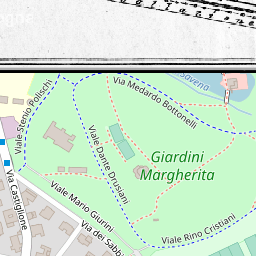 Savena
Via Medardo Bottonelli
Viale Stenio Polischi
Viale Dante Drusiani
Giardini
Margherita
Via Castiglione
Viale Mario Giurini
Via dei Sabbi
Viale Rino Cristiani